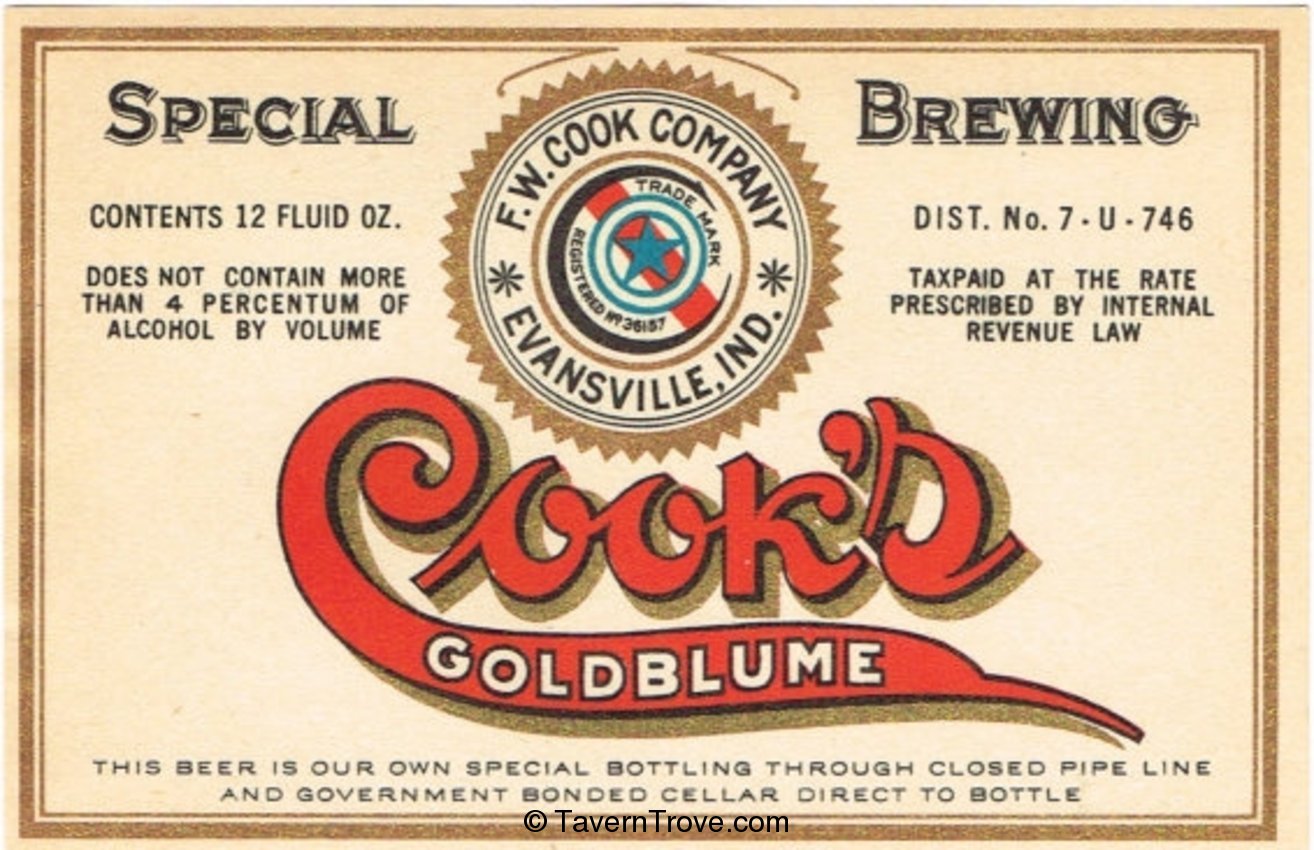 SPECIAL
BREWING
F. W. COOK COMPANY
EVANSVILLE, IND.
TRADE MARK
REGISTERED Nº 36157
CONTENTS 12 FLUID OZ.
DOES NOT CONTAIN MORE
THAN 4 PERCENTUM OF
ALCOHOL BY VOLUME
DIST. No. 7-U-746
TAXPAID AT THE RATE
PRESCRIBED BY INTERNAL
REVENUE LAW
Cook's
GOLDBLUME
THIS BEER IS OUR OWN SPECIAL BOTTLING THROUGH CLOSED PIPE LINE
AND GOVERNMENT BONDED CELLAR DIRECT TO BOTTLE
© TavernTrove.com